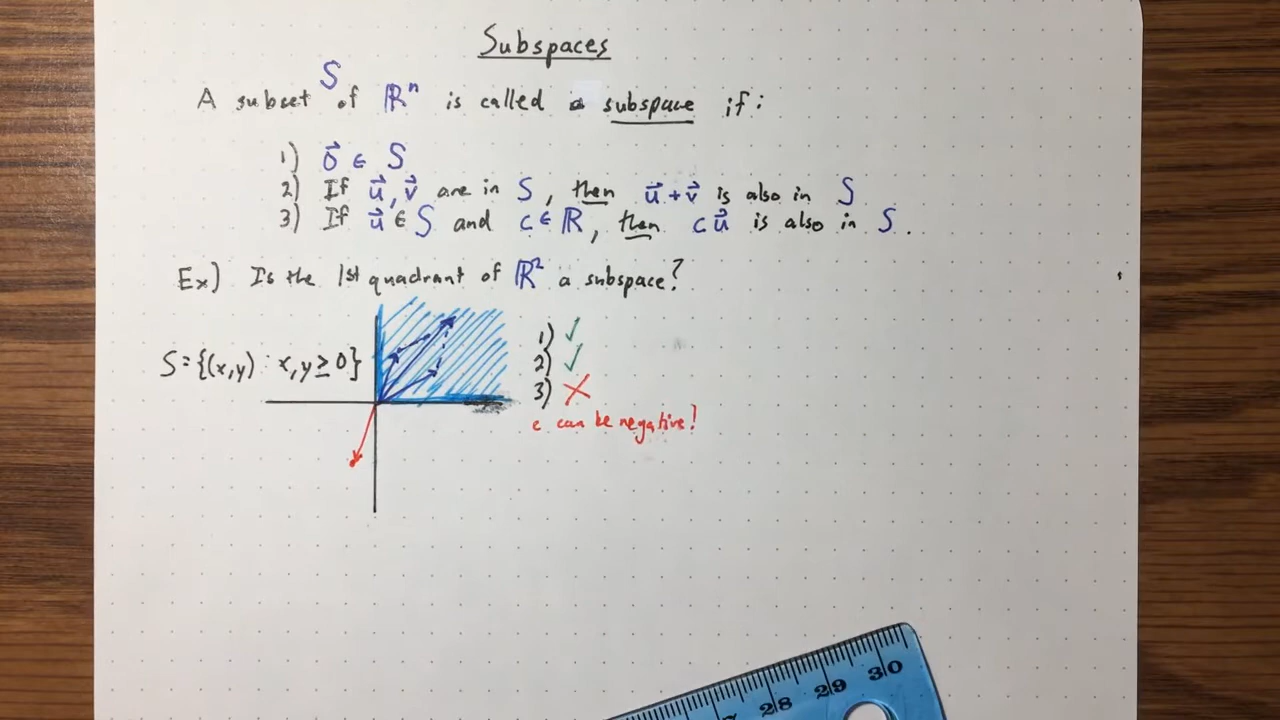 Subspaces
A subset S of ℝⁿ is called a subspace if:
1) 0⃗ ∈ S
2) If u⃗, v⃗ are in S, then u⃗+v⃗ is also in S
3) If u⃗ ∈ S and c ∈ ℝ, then cu⃗ is also in S.
Ex) Is the 1st quadrant of ℝ² a subspace?
S={(x,y) : x,y ≥ 0}
1) ✓
2) ✓
3) ✗
c can be negative!
28 29 30